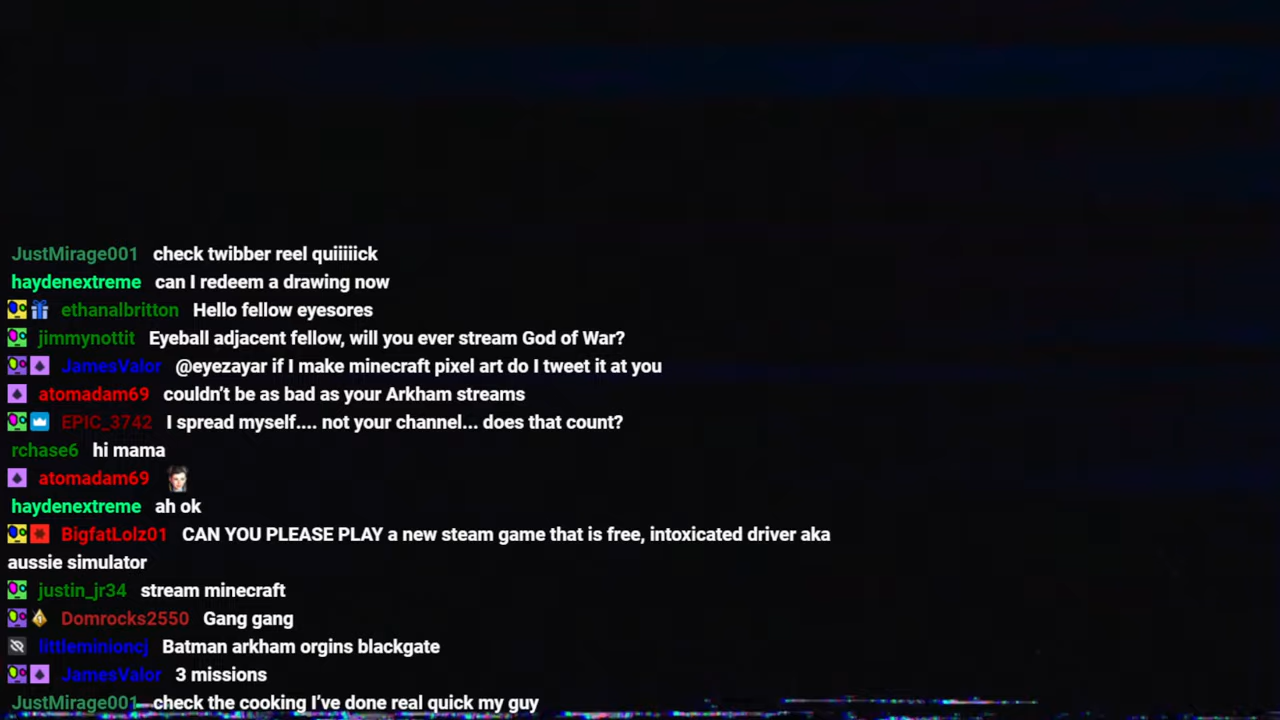 JustMirage001 check twibber reel quiiiiick
haydenextreme can I redeem a drawing now
ethanalbritton Hello fellow eyesores
jimmynottit Eyeball adjacent fellow, will you ever stream God of War?
JamesValor @eyezayar if I make minecraft pixel art do I tweet it at you
atomadam69 couldn't be as bad as your Arkham streams
EPIC_3742 I spread myself.... not your channel... does that count?
rchase6 hi mama
atomadam69
haydenextreme ah ok
BigfatLolz01 CAN YOU PLEASE PLAY a new steam game that is free, intoxicated driver aka
aussie simulator
justin_jr34 stream minecraft
Domrocks2550 Gang gang
littleminioncj Batman arkham orgins blackgate
JamesValor 3 missions
JustMirage001 check the cooking I've done real quick my guy